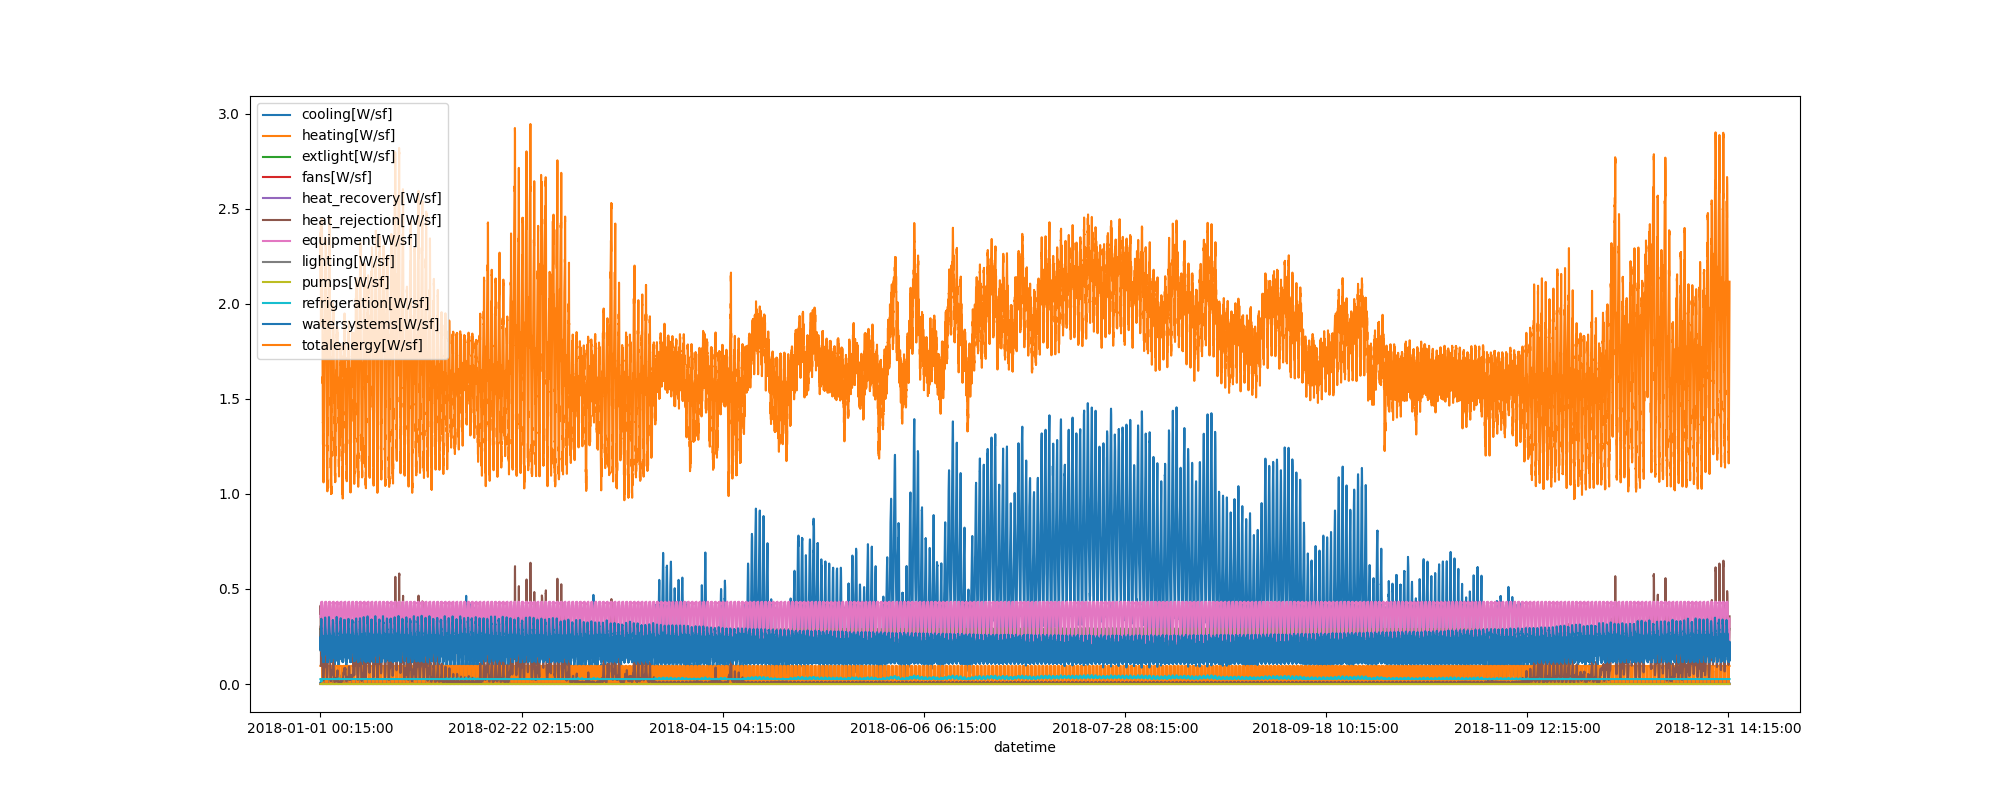 3.0
2.5
2.0
1.5
1.0
0.5
0.0
cooling[W/sf]
heating[W/sf]
extlight[W/sf]
fans[W/sf]
heat_recovery[W/sf]
heat_rejection[W/sf]
equipment[W/sf]
lighting[W/sf]
pumps[W/sf]
refrigeration[W/sf]
watersystems[W/sf]
totalenergy[W/sf]
2018-01-01 00:15:00 2018-02-22 02:15:00 2018-04-15 04:15:00 2018-06-06 06:15:00 2018-07-28 08:15:00 2018-09-18 10:15:00 2018-11-09 12:15:00 2018-12-31 14:15:00
datetime